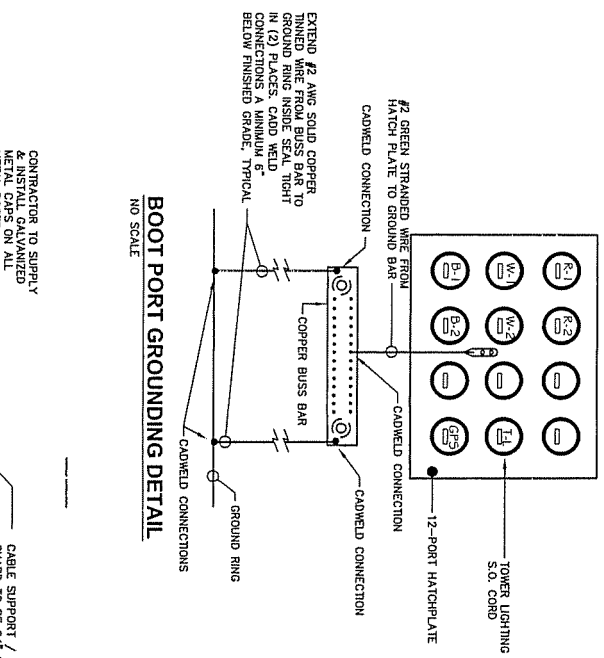 R-1
R-2
W-1
W-2
T-L
B-1
B-2
GPS
TOWER LIGHTING
S.O. CORD
12-PORT HATCHPLATE
#2 GREEN STRANDED WIRE FROM
HATCH PLATE TO GROUND BAR
CADWELD CONNECTION
CADWELD CONNECTION
CADWELD CONNECTION
COPPER BUSS BAR
EXTEND #2 AWG SOLID COPPER
TINNED WIRE FROM BUSS BAR TO
GROUND RING INSIDE SEAL TIGHT
IN (2) PLACES. CADD WELD
CONNECTIONS A MINIMUM 6"
BELOW FINISHED GRADE, TYPICAL
GROUND RING
CADWELD CONNECTIONS
BOOT PORT GROUNDING DETAIL
NO SCALE
CONTRACTOR TO SUPPLY
& INSTALL GALVANIZED
METAL CAPS ON ALL
CABLE SUPPORT /